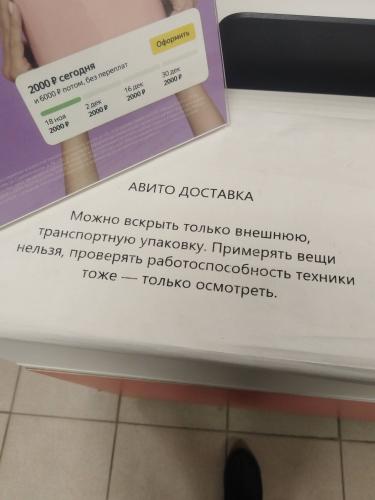 Оформить
2000 ₽ сегодня
и 6000 ₽ потом, без переплат
18 ноя 2 дек 16 дек 30 дек
2000 ₽ 2000 ₽ 2000 ₽ 2000 ₽
АВИТО ДОСТАВКА
Можно вскрыть только внешнюю,
транспортную упаковку. Примерять вещи
нельзя, проверять работоспособность техники
тоже — только осмотреть.